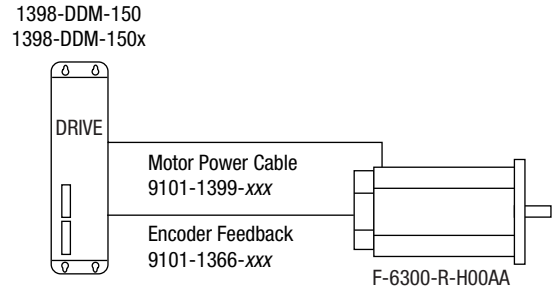 1398-DDM-150
1398-DDM-150x
DRIVE
Motor Power Cable
9101-1399-xxx
Encoder Feedback
9101-1366-xxx
F-6300-R-H00AA